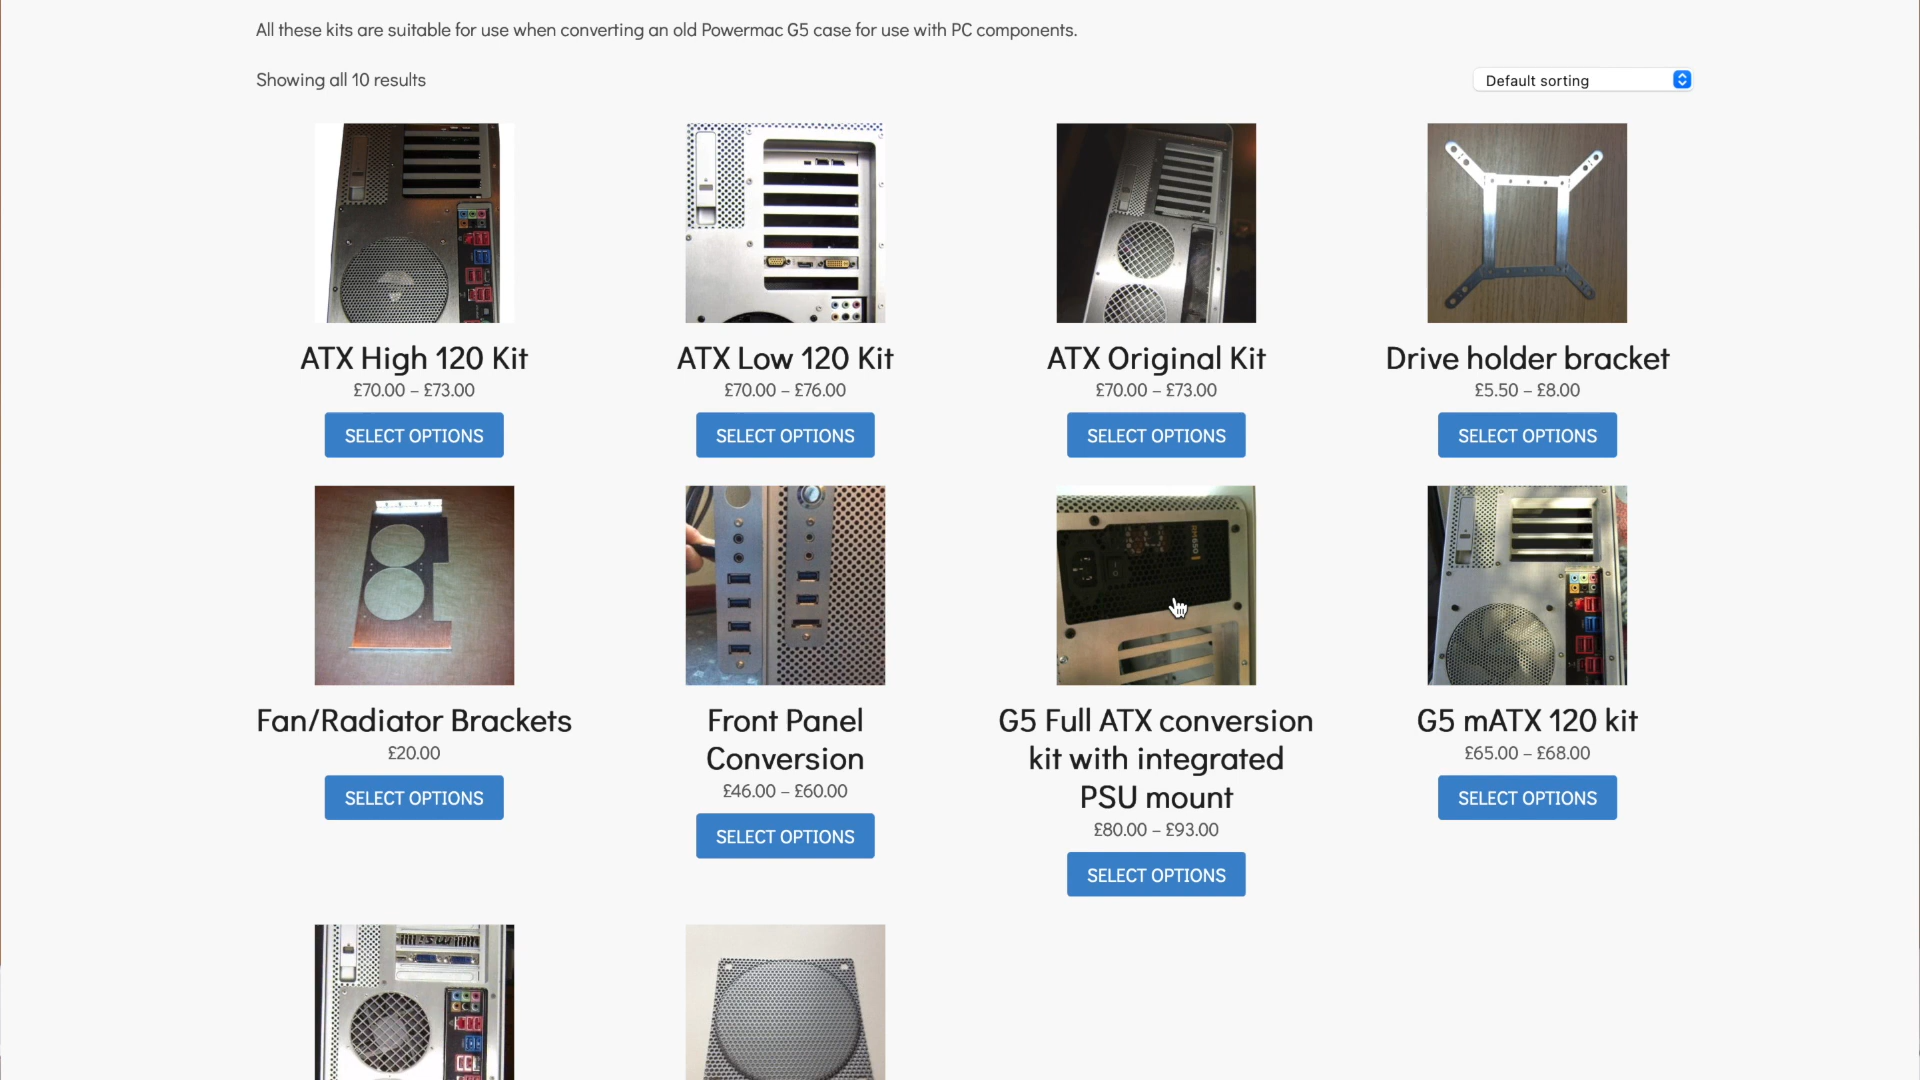 All these kits are suitable for use when converting an old Powermac G5 case for use with PC components.
Showing all 10 results
Default sorting
ATX High 120 Kit
£70.00 – £73.00
SELECT OPTIONS
ATX Low 120 Kit
£70.00 – £76.00
SELECT OPTIONS
ATX Original Kit
£70.00 – £73.00
SELECT OPTIONS
Drive holder bracket
£5.50 – £8.00
SELECT OPTIONS
Fan/Radiator Brackets
£20.00
SELECT OPTIONS
Front Panel
Conversion
£46.00 – £60.00
SELECT OPTIONS
G5 Full ATX conversion
kit with integrated
PSU mount
£80.00 – £93.00
SELECT OPTIONS
G5 mATX 120 kit
£65.00 – £68.00
SELECT OPTIONS